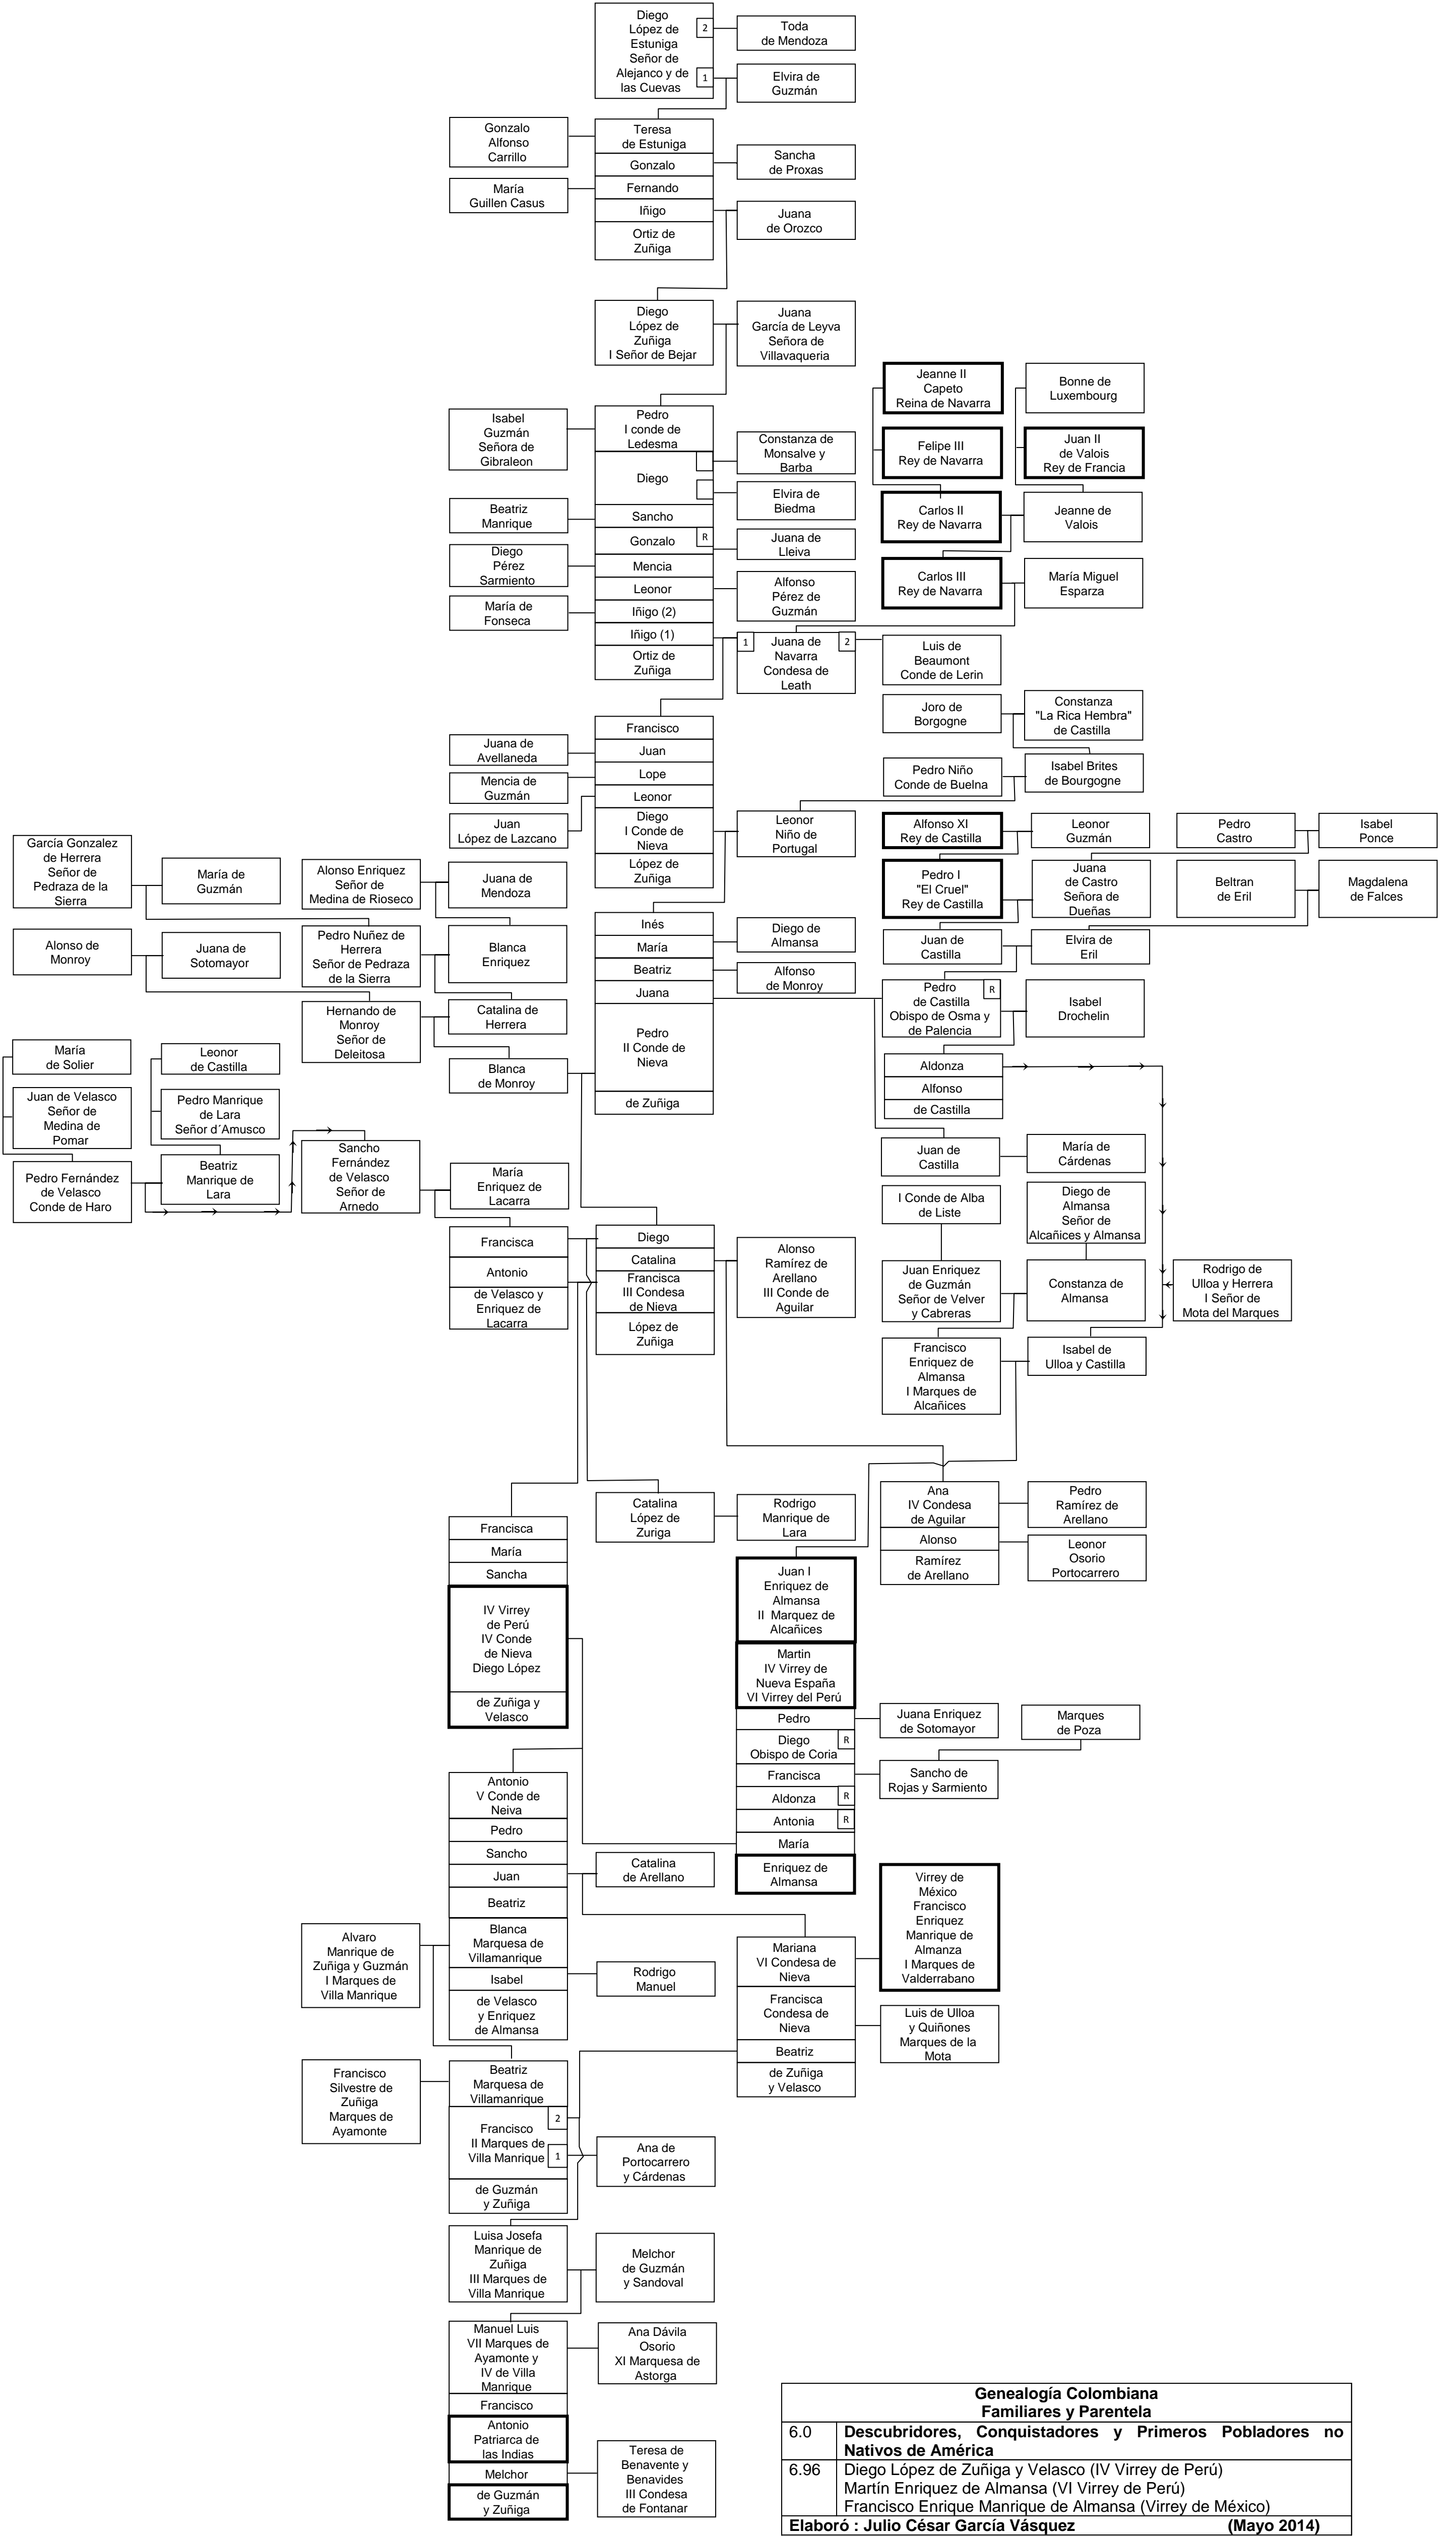 Diego
López de
Estuniga
Señor de
Alejanco y de
las Cuevas
2
1
Toda
de Mendoza
Elvira de
Guzmán
Gonzalo
Alfonso
Carrillo
Teresa
de Estuniga
Gonzalo
Sancha
de Proxas
María
Guillen Casus
Fernando
Iñigo
Juana
de Orozco
Ortiz de
Zuñiga
Diego
López de
Zuñiga
I Señor de Bejar
Juana
García de Leyva
Señora de
Villavaqueria
Jeanne II
Capeto
Reina de Navarra
Bonne de
Luxembourg
Isabel
Guzmán
Señora de
Gibraleon
Pedro
I conde de
Ledesma
Constanza de
Monsalve y
Barba
Felipe III
Rey de Navarra
Juan II
de Valois
Rey de Francia
Diego
Elvira de
Biedma
Beatriz
Manrique
Sancho
Carlos II
Rey de Navarra
Jeanne de
Valois
Gonzalo
R
Juana de
Lleiva
Diego
Pérez
Sarmiento
Mencia
Leonor
Alfonso
Pérez de
Guzmán
Carlos III
Rey de Navarra
María Miguel
Esparza
María de
Fonseca
Iñigo (2)
Iñigo (1)
Ortiz de
Zuñiga
1
Juana de
Navarra
Condesa de
Leath
2
Luis de
Beaumont
Conde de Lerin
Joro de
Borgogne
Constanza
"La Rica Hembra"
de Castilla
Francisco
Juana de
Avellaneda
Juan
Mencia de
Guzmán
Lope
Pedro Niño
Conde de Buelna
Isabel Brites
de Bourgogne
Leonor
Juan
López de Lazcano
Diego
I Conde de
Nieva
López de
Zuñiga
Leonor
Niño de
Portugal
Alfonso XI
Rey de Castilla
Leonor
Guzmán
Pedro
Castro
Isabel
Ponce
García Gonzalez
de Herrera
Señor de
Pedraza de la
Sierra
María de
Guzmán
Alonso Enriquez
Señor de
Medina de Rioseco
Juana de
Mendoza
Pedro I
"El Cruel"
Rey de Castilla
Juana
de Castro
Señora de
Dueñas
Beltran
de Eril
Magdalena
de Falces
Alonso de
Monroy
Juana de
Sotomayor
Pedro Nuñez de
Herrera
Señor de Pedraza
de la Sierra
Blanca
Enriquez
Inés
María
Diego de
Almansa
Juan de
Castilla
Elvira de
Eril
Beatriz
Alfonso
de Monroy
Juana
Pedro
de Castilla
Obispo de Osma y
de Palencia
R
Isabel
Drochelin
Hernando de
Monroy
Señor de
Deleitosa
Catalina de
Herrera
Pedro
II Conde de
Nieva
de Zuñiga
María
de Solier
Leonor
de Castilla
Blanca
de Monroy
Aldonza
Alfonso
de Castilla
Juan de Velasco
Señor de
Medina de
Pomar
Pedro Manrique
de Lara
Señor d´Amusco
Sancho
Fernández
de Velasco
Señor de
Arnedo
Juan de
Castilla
María de
Cárdenas
Pedro Fernández
de Velasco
Conde de Haro
Beatriz
Manrique de
Lara
María
Enriquez de
Lacarra
I Conde de Alba
de Liste
Diego de
Almansa
Señor de
Alcañices y Almansa
Francisca
Antonio
de Velasco y
Enriquez de
Lacarra
Diego
Catalina
Francisca
III Condesa
de Nieva
López de
Zuñiga
Alonso
Ramírez de
Arellano
III Conde de
Aguilar
Juan Enriquez
de Guzmán
Señor de Velver
y Cabreras
Constanza de
Almansa
Rodrigo de
Ulloa y Herrera
I Señor de
Mota del Marques
Francisco
Enriquez de
Almansa
I Marques de
Alcañices
Isabel de
Ulloa y Castilla
Catalina
López de
Zuriga
Rodrigo
Manrique de
Lara
Ana
IV Condesa
de Aguilar
Pedro
Ramírez de
Arellano
Alonso
Leonor
Osorio
Portocarrero
Ramírez
de Arellano
Francisca
María
Sancha
IV Virrey
de Perú
IV Conde
de Nieva
Diego López
de Zuñiga y
Velasco
Juan I
Enriquez de
Almansa
II  Marquez de
Alcañices
Martin
IV Virrey de
Nueva España
VI Virrey del Perú
Pedro
Juana Enriquez
de Sotomayor
Marques
de Poza
Diego
Obispo de Coria
R
Francisca
Sancho de
Rojas y Sarmiento
Aldonza
R
Antonia
R
María
Enriquez de
Almansa
Antonio
V Conde de
Neiva
Pedro
Sancho
Juan
Catalina
de Arellano
Beatriz
Blanca
Marquesa de
Villamanrique
Alvaro
Manrique de
Zuñiga y Guzmán
I Marques de
Villa Manrique
Isabel
Rodrigo
Manuel
de Velasco
y Enriquez
de Almansa
Mariana
VI Condesa de
Nieva
Virrey de
México
Francisco
Enriquez
Manrique de
Almanza
I Marques de
Valderrabano
Francisca
Condesa de
Nieva
Luis de Ulloa
y Quiñones
Marques de la
Mota
Beatriz
de Zuñiga
y Velasco
Francisco
Silvestre de
Zuñiga
Marques de
Ayamonte
Beatriz
Marquesa de
Villamanrique
Francisco
II Marques de
Villa Manrique
2
1
Ana de
Portocarrero
y Cárdenas
de Guzmán
y Zuñiga
Luisa Josefa
Manrique de
Zuñiga
III Marques de
Villa Manrique
Melchor
de Guzmán
y Sandoval
Manuel Luis
VII Marques de
Ayamonte y
IV de Villa
Manrique
Ana Dávila
Osorio
XI Marquesa de
Astorga
Francisco
Antonio
Patriarca de
las Indias
Melchor
Teresa de
Benavente y
Benavides
III Condesa
de Fontanar
de Guzmán
y Zuñiga
Genealogía Colombiana
Familiares y Parentela
6.0 Descubridores, Conquistadores y Primeros Pobladores no
Nativos de América
6.96 Diego López de Zuñiga y Velasco (IV Virrey de Perú)
Martín Enriquez de Almansa (VI Virrey de Perú)
Francisco Enrique Manrique de Almansa (Virrey de México)
Elaboró : Julio César García Vásquez (Mayo 2014)